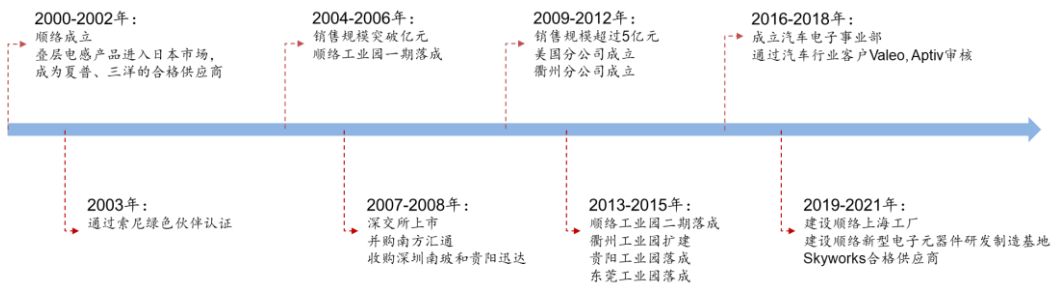 2000-2002年：
顺络成立
叠层电感产品进入日本市场，
成为夏普、三洋的合格供应商
2003年：
通过索尼绿色伙伴认证
2004-2006年：
销售规模突破亿元
顺络工业园一期落成
2007-2008年：
深交所上市
并购南方汇通
收购深圳南玻和贵阳迅达
2009-2012年：
销售规模超过5亿元
美国分公司成立
衢州分公司成立
2013-2015年：
顺络工业园二期落成
衢州工业园扩建
贵阳工业园落成
东莞工业园落成
2016-2018年：
成立汽车电子事业部
通过汽车行业客户Valeo, Aptiv审核
2019-2021年：
建设顺络上海工厂
建设顺络新型电子元器件研发制造基地
Skyworks合格供应商